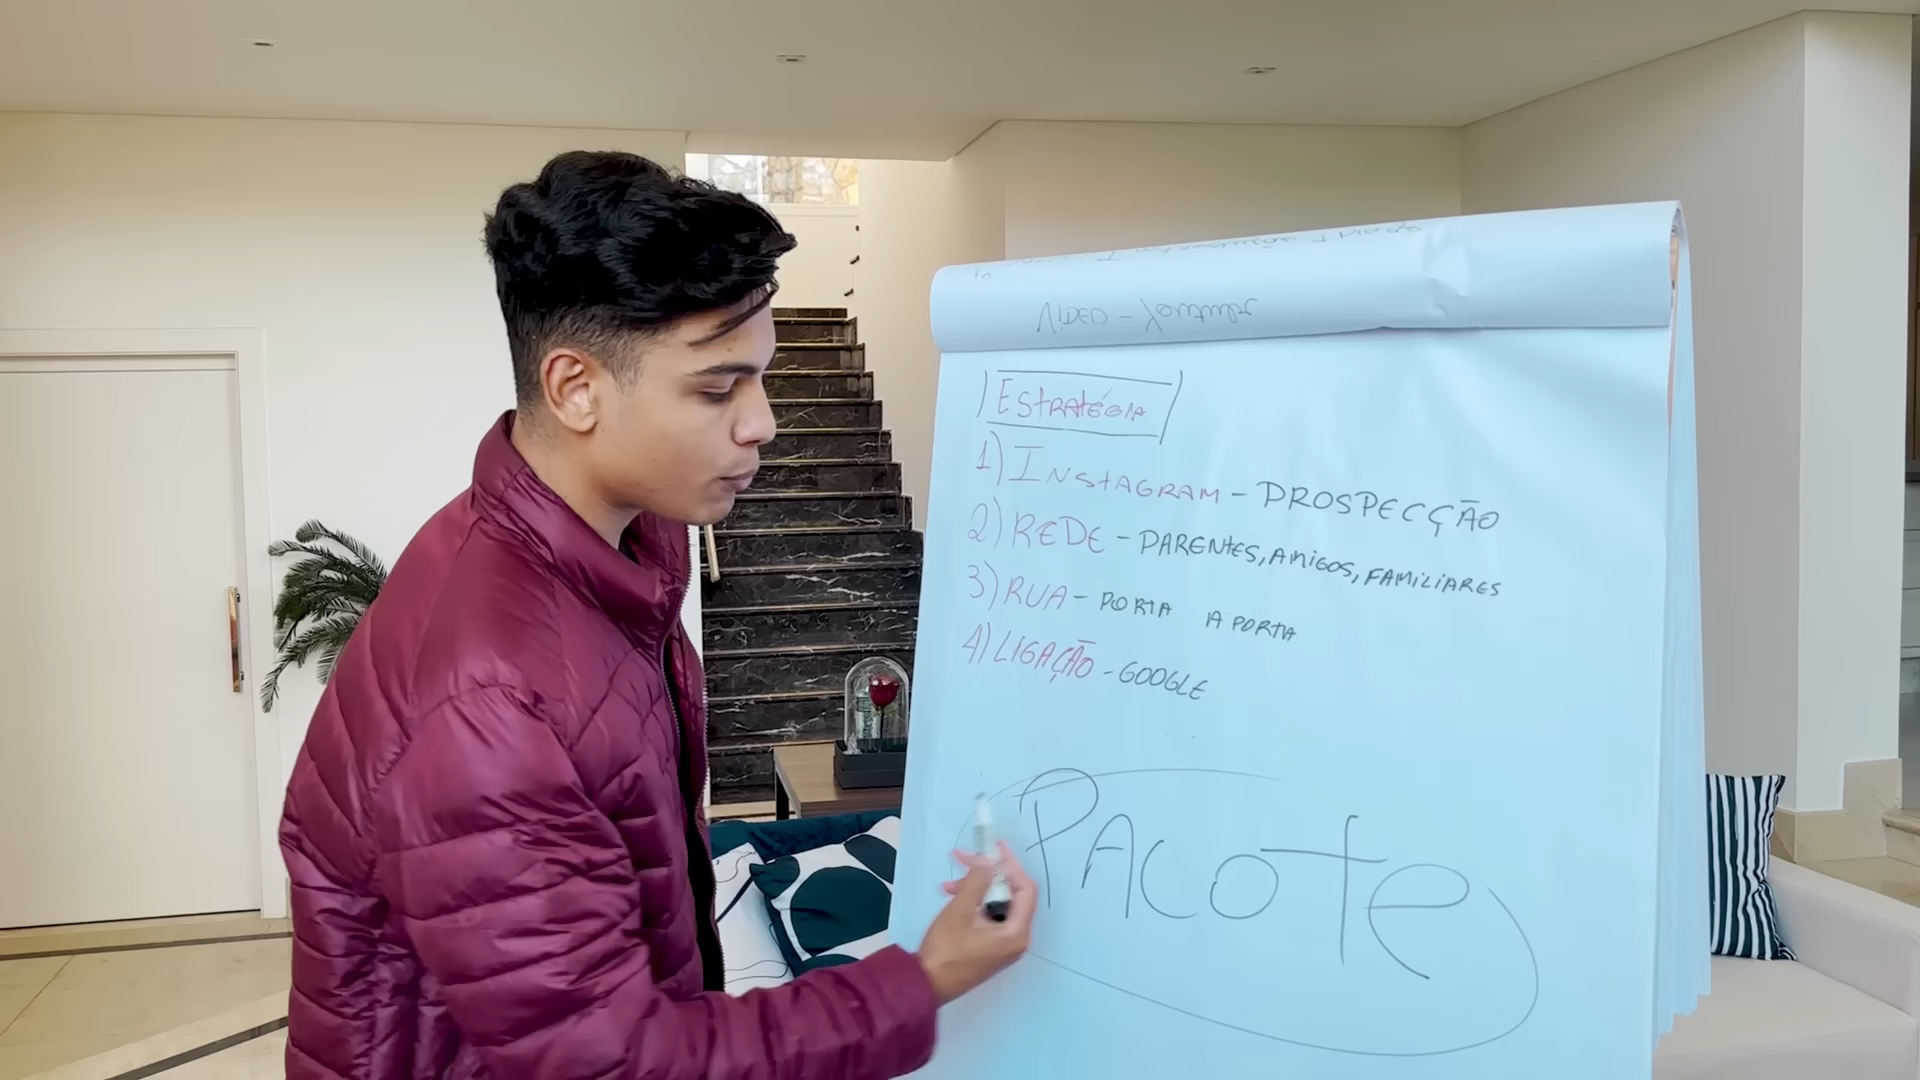 VIDEO -
ESTRATÉGIA
1) INSTAGRAM - PROSPECÇÃO
2) REDE - PARENTES, AMIGOS, FAMILIARES
3) RUA - PORTA A PORTA
4) LIGAÇÃO - GOOGLE
PACOTE